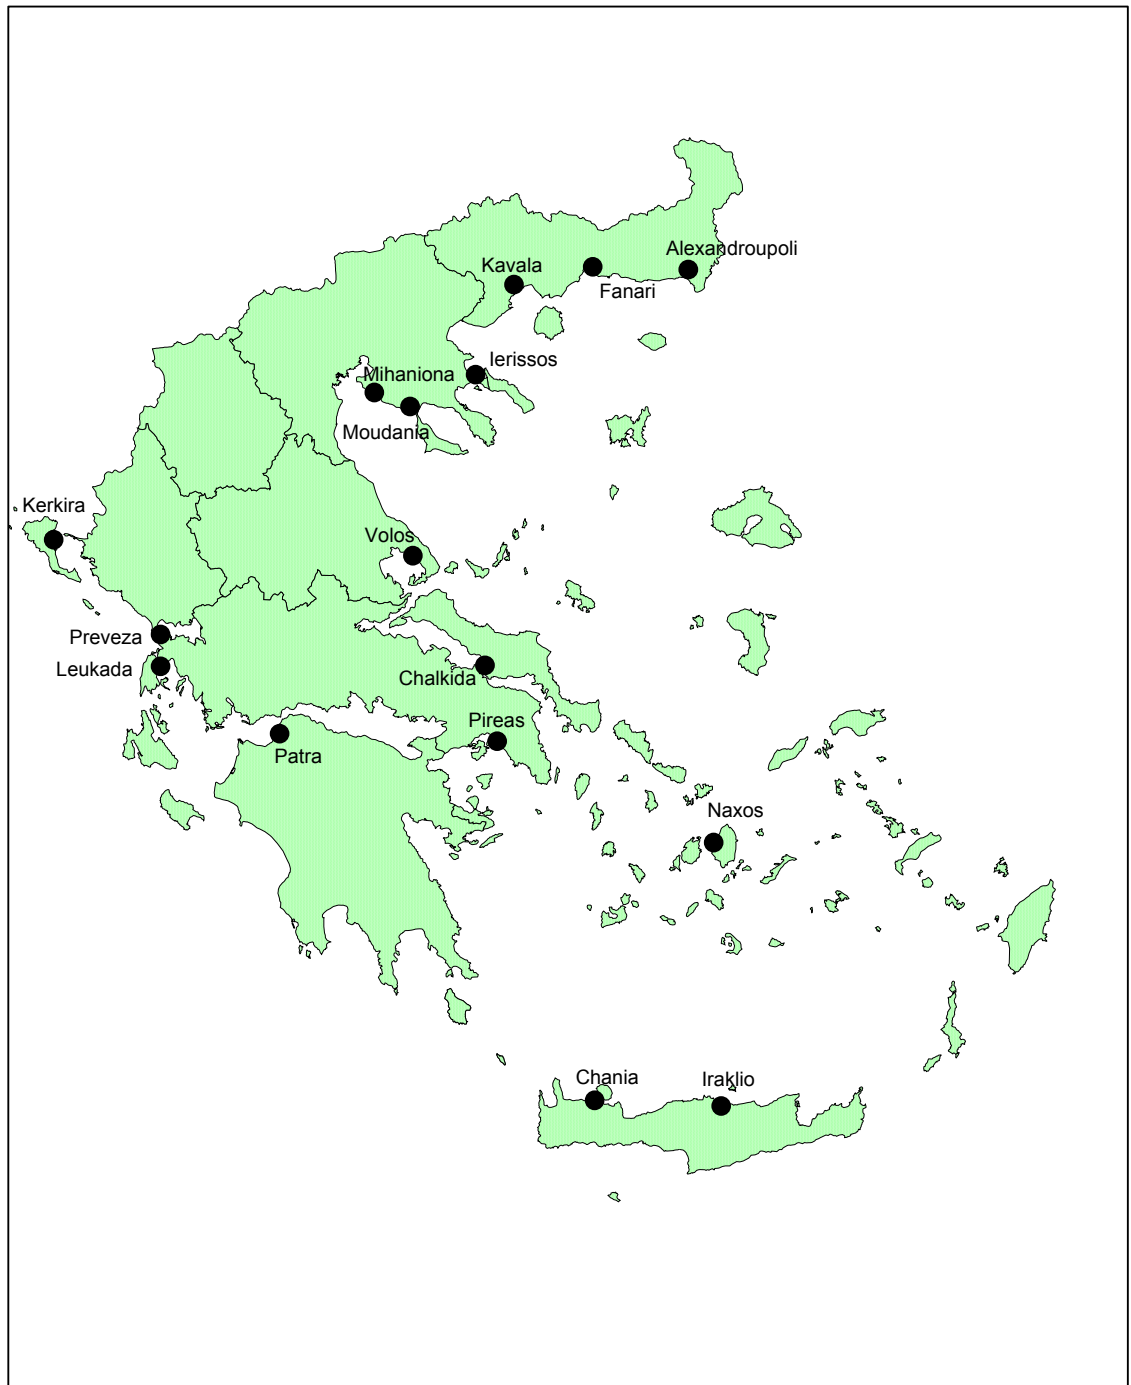 Alexandroupoli
Kavala
Fanari
Ierissos
Mihaniona
Moudania
Kerkira
Volos
Preveza
Leukada
Chalkida
Pireas
Patra
Naxos
Chania
Iraklio